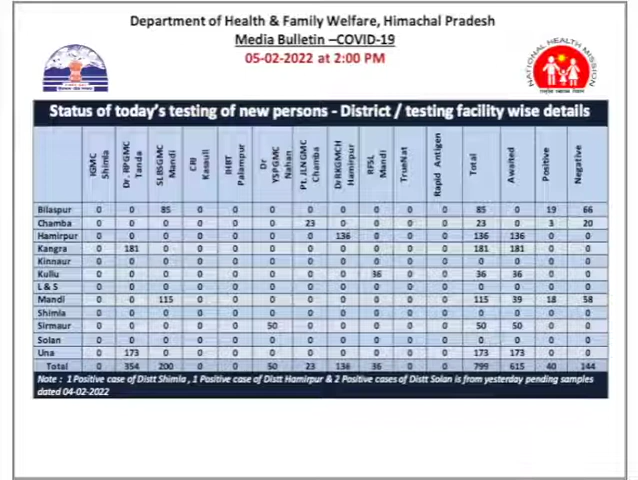 Department of Health & Family Welfare, Himachal Pradesh
Media Bulletin –COVID-19
05-02-2022 at 2:00 PM
NATIONAL HEALTH MISSION
Status of today's testing of new persons - District / testing facility wise details
IGMC Shimla Dr. RPGMC Tanda SLBSGMC Mandi CRI Kasauli IHBT Palampur Dr YSPGMC Nahan Pt. JLNGMC Chamba Dr RKGMCH Hamirpur RFSL Mandi TrueNat Rapid Antigen Total Awaited Positive Negative
Bilaspur 0 0 85 0 0 0 0 0 0 0 0 85 0 19 66
Chamba 0 0 0 0 0 0 23 0 0 0 0 23 0 3 20
Hamirpur 0 0 0 0 0 0 0 136 0 0 0 136 136 0 0
Kangra 0 181 0 0 0 0 0 0 0 0 0 181 181 0 0
Kinnaur 0 0 0 0 0 0 0 0 0 0 0 0 0 0 0
Kullu 0 0 0 0 0 0 0 0 36 0 0 36 36 0 0
L & S 0 0 0 0 0 0 0 0 0 0 0 0 0 0 0
Mandi 0 0 115 0 0 0 0 0 0 0 0 115 39 18 58
Shimla 0 0 0 0 0 0 0 0 0 0 0 0 0 0 0
Sirmaur 0 0 0 0 0 50 0 0 0 0 0 50 50 0 0
Solan 0 0 0 0 0 0 0 0 0 0 0 0 0 0 0
Una 0 173 0 0 0 0 0 0 0 0 0 173 173 0 0
Total 0 354 200 0 0 50 23 136 36 0 0 799 615 40 144
Note : 1 Positive case of Distt Shimla , 1 Positive case of Distt Hamirpur & 2 Positive cases of Distt Solan is from yesterday pending samples
dated 04-02-2022